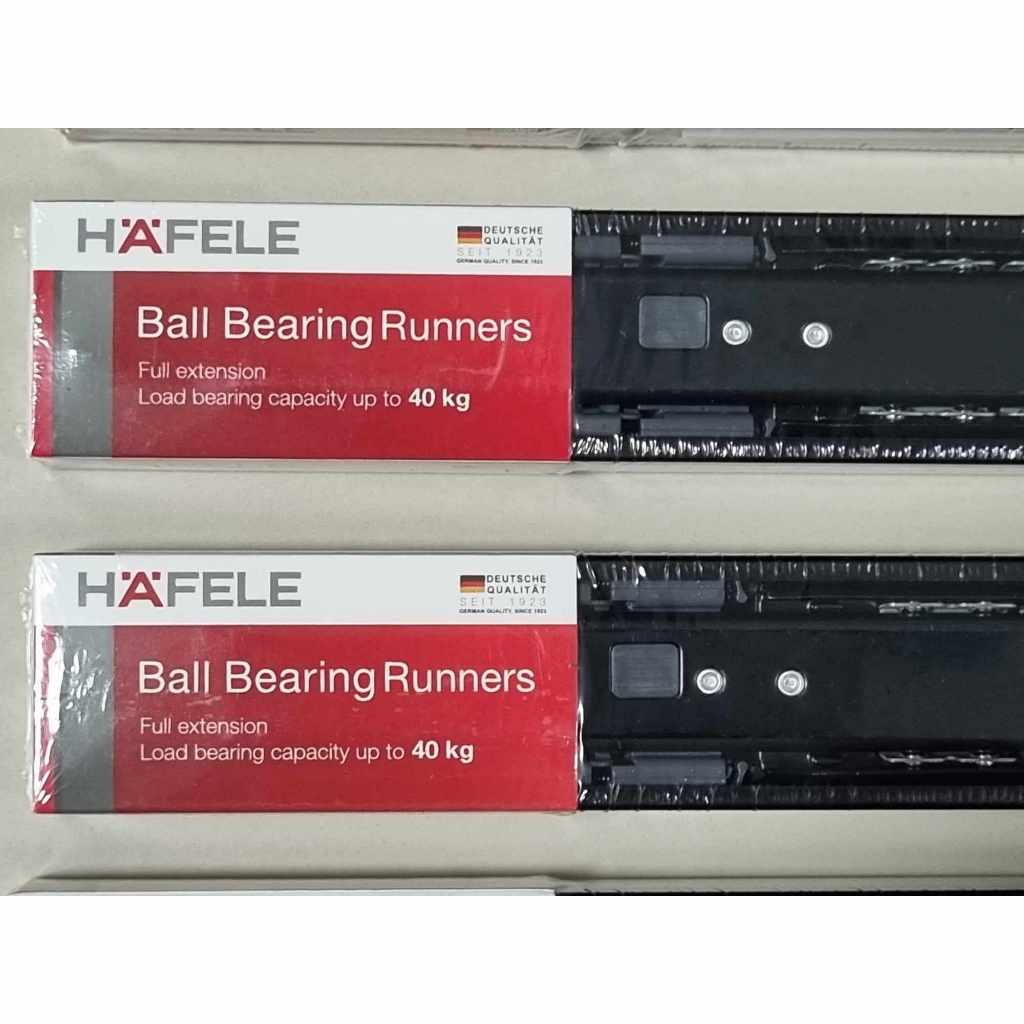 HÄFELE
DEUTSCHE
QUALITÄT
SEIT 1923
GERMAN QUALITY. SINCE 1923
Ball Bearing Runners
Full extension
Load bearing capacity up to 40 kg
HÄFELE
DEUTSCHE
QUALITÄT
SEIT 1923
GERMAN QUALITY. SINCE 1923
Ball Bearing Runners
Full extension
Load bearing capacity up to 40 kg